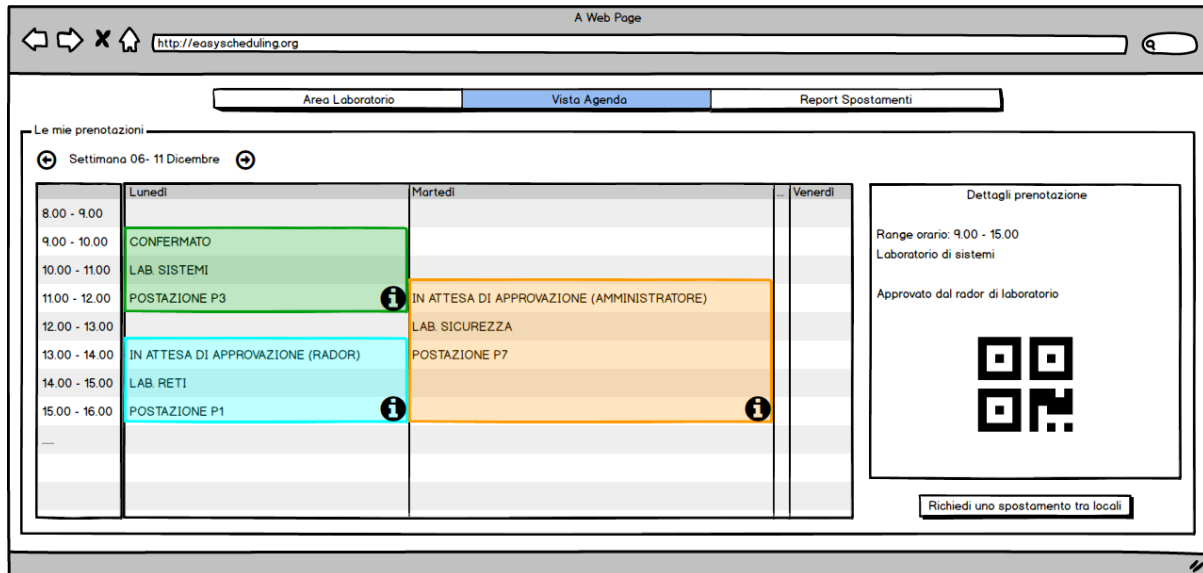 A Web Page
http://easyscheduling.org
Area Laboratorio
Vista Agenda
Report Spostamenti
Le mie prenotazioni
Settimana 06- 11 Dicembre
Lunedì
Martedì
...
Venerdì
8.00 - 9.00
9.00 - 10.00
10.00 - 11.00
11.00 - 12.00
12.00 - 13.00
13.00 - 14.00
14.00 - 15.00
15.00 - 16.00
.....
CONFERMATO
LAB. SISTEMI
POSTAZIONE P3
IN ATTESA DI APPROVAZIONE (RADOR)
LAB. RETI
POSTAZIONE P1
IN ATTESA DI APPROVAZIONE (AMMINISTRATORE)
LAB. SICUREZZA
POSTAZIONE P7
Dettagli prenotazione
Range orario: 9.00 - 15.00
Laboratorio di sistemi
Approvato dal rador di laboratorio
Richiedi uno spostamento tra locali